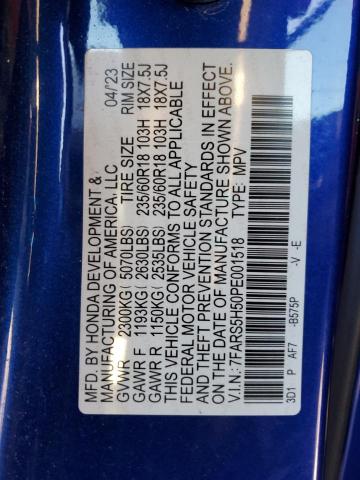 MFD. BY HONDA DEVELOPMENT &
MANUFACTURING OF AMERICA, LLC 04/23
GVWR 2300KG( 5070LBS) TIRE SIZE RIM SIZE
GAWR F 1193KG( 2630LBS) 235/60R18 103H 18X7.5J
GAWR R 1150KG( 2535LBS) 235/60R18 103H 18X7.5J
THIS VEHICLE CONFORMS TO ALL APPLICABLE
FEDERAL MOTOR VEHICLE SAFETY
AND THEFT PREVENTION STANDARDS IN EFFECT
ON THE DATE OF MANUFACTURE SHOWN ABOVE.
V.I.N.: 7FARS5H60PE001518 TYPE: MPV
3D1 P AF7 -B575P -V -E